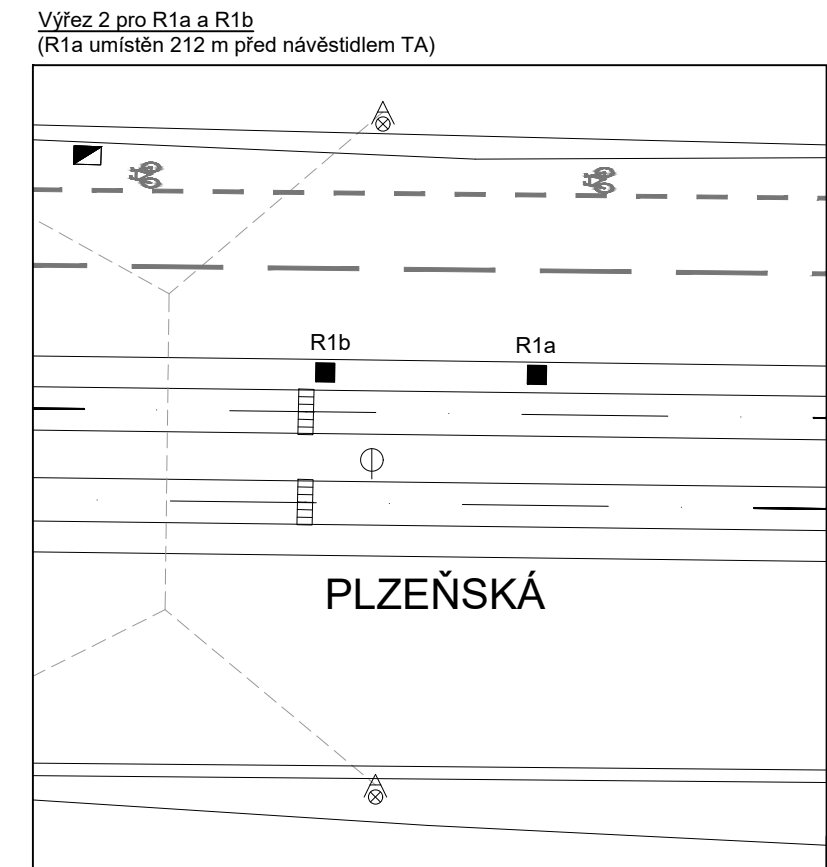 Výřez 2 pro R1a a R1b
(R1a umístěn 212 m před návěstidlem TA)
R1b R1a
PLZEŇSKÁ